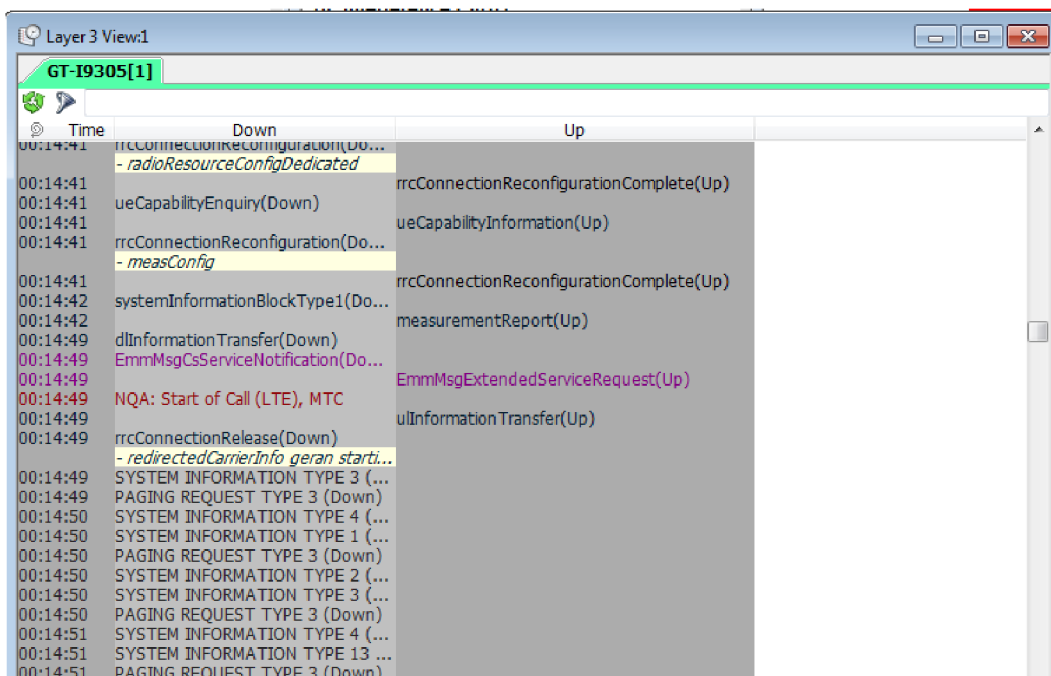 Layer 3 View:1
GT-I9305[1]
Time Down Up
00:14:41 rrcConnectionReconfiguration(Do...
- radioResourceConfigDedicated
00:14:41 rrcConnectionReconfigurationComplete(Up)
00:14:41 ueCapabilityEnquiry(Down)
00:14:41 ueCapabilityInformation(Up)
00:14:41 rrcConnectionReconfiguration(Do...
- measConfig
00:14:41 rrcConnectionReconfigurationComplete(Up)
00:14:42 systemInformationBlockType1(Do...
00:14:42 measurementReport(Up)
00:14:49 dlInformationTransfer(Down)
00:14:49 EmmMsgCsServiceNotification(Do...
00:14:49 EmmMsgExtendedServiceRequest(Up)
00:14:49 NQA: Start of Call (LTE), MTC
00:14:49 ulInformationTransfer(Up)
00:14:49 rrcConnectionRelease(Down)
- redirectedCarrierInfo geran starti...
00:14:49 SYSTEM INFORMATION TYPE 3 (...
00:14:49 PAGING REQUEST TYPE 3 (Down)
00:14:50 SYSTEM INFORMATION TYPE 4 (...
00:14:50 SYSTEM INFORMATION TYPE 1 (...
00:14:50 PAGING REQUEST TYPE 3 (Down)
00:14:50 SYSTEM INFORMATION TYPE 2 (...
00:14:50 SYSTEM INFORMATION TYPE 3 (...
00:14:50 PAGING REQUEST TYPE 3 (Down)
00:14:51 SYSTEM INFORMATION TYPE 4 (...
00:14:51 SYSTEM INFORMATION TYPE 13 ...
00:14:51 PAGING REQUEST TYPE 3 (Down)